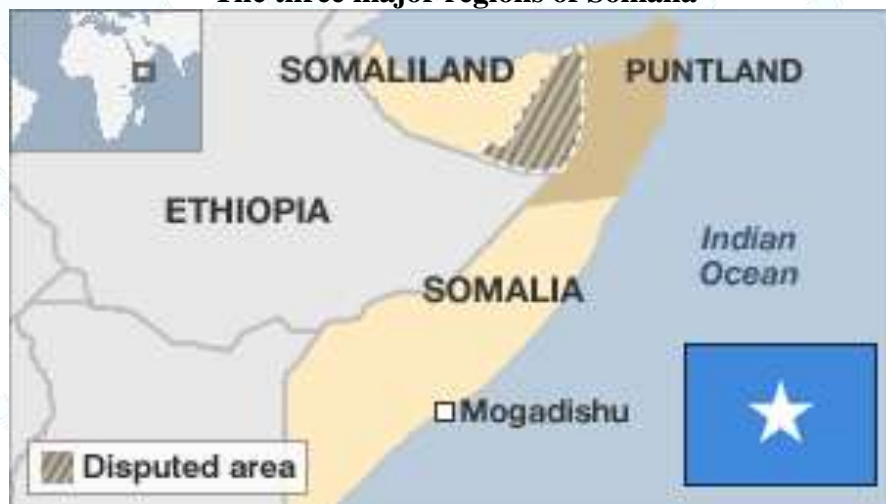 The three major regions of Somalia
SOMALILAND
PUNTLAND
ETHIOPIA
Indian
Ocean
SOMALIA
Mogadishu
Disputed area